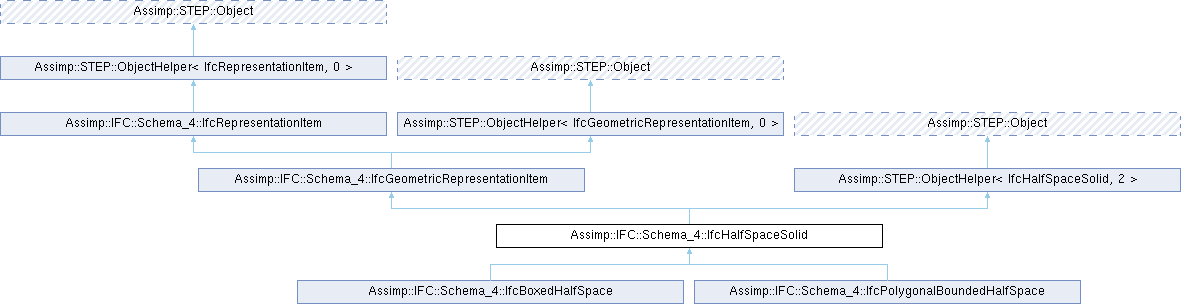 Assimp::STEP::Object
Assimp::STEP::ObjectHelper< IfcRepresentationItem, 0 >
Assimp::STEP::Object
Assimp::IFC::Schema_4::IfcRepresentationItem
Assimp::STEP::ObjectHelper< IfcGeometricRepresentationItem, 0 >
Assimp::STEP::Object
Assimp::IFC::Schema_4::IfcGeometricRepresentationItem
Assimp::STEP::ObjectHelper< IfcHalfSpaceSolid, 2 >
Assimp::IFC::Schema_4::IfcHalfSpaceSolid
Assimp::IFC::Schema_4::IfcBoxedHalfSpace
Assimp::IFC::Schema_4::IfcPolygonalBoundedHalfSpace